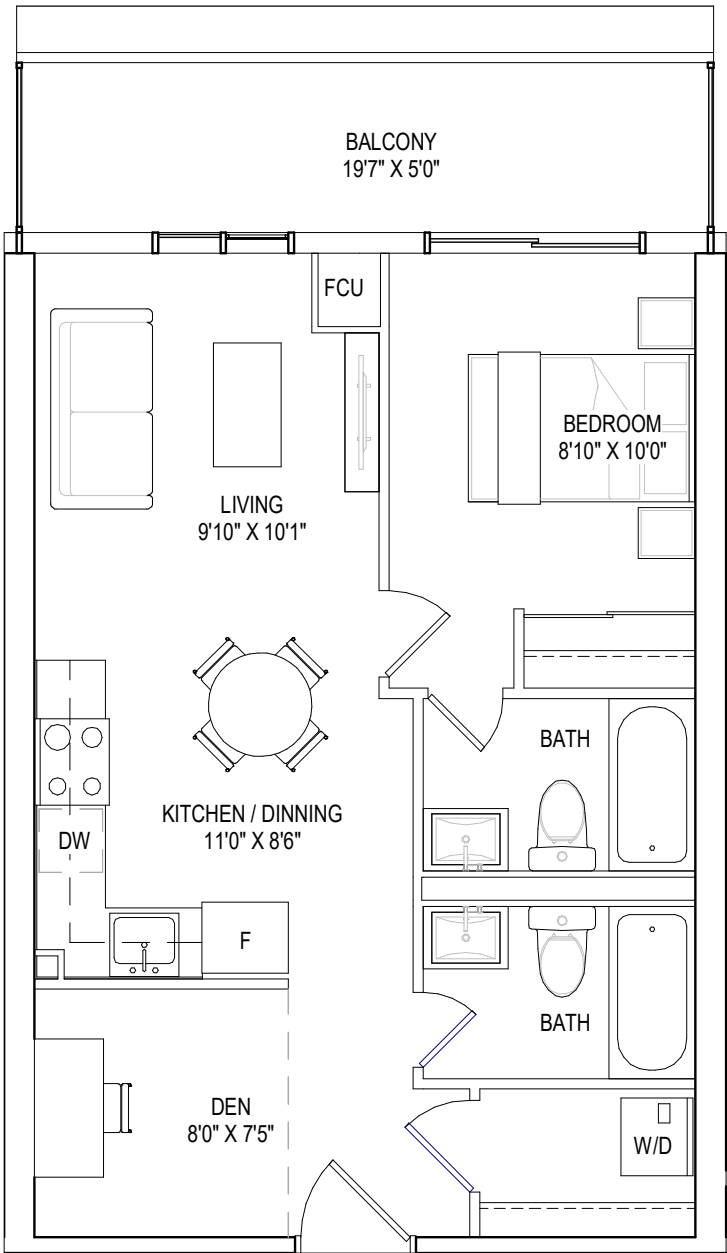 BALCONY
19'7" X 5'0"
FCU
BEDROOM
8'10" X 10'0"
LIVING
9'10" X 10'1"
BATH
KITCHEN / DINNING
11'0" X 8'6"
DW
F
BATH
DEN
8'0" X 7'5"
W/D